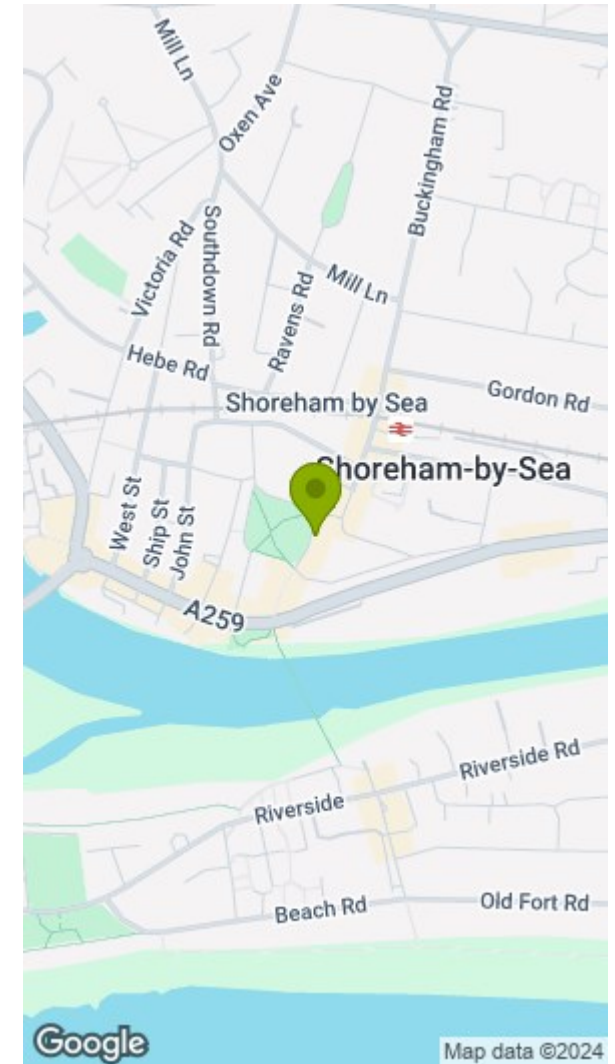 Mill Ln
Oxen Ave
Buckingham Rd
Victoria Rd
Southdown Rd
Ravens Rd
Mill Ln
Hebe Rd
Gordon Rd
Shoreham by Sea
Shoreham-by-Sea
West St
Ship St
John St
A259
Riverside Rd
Riverside
Beach Rd
Old Fort Rd
Google
Map data ©2024